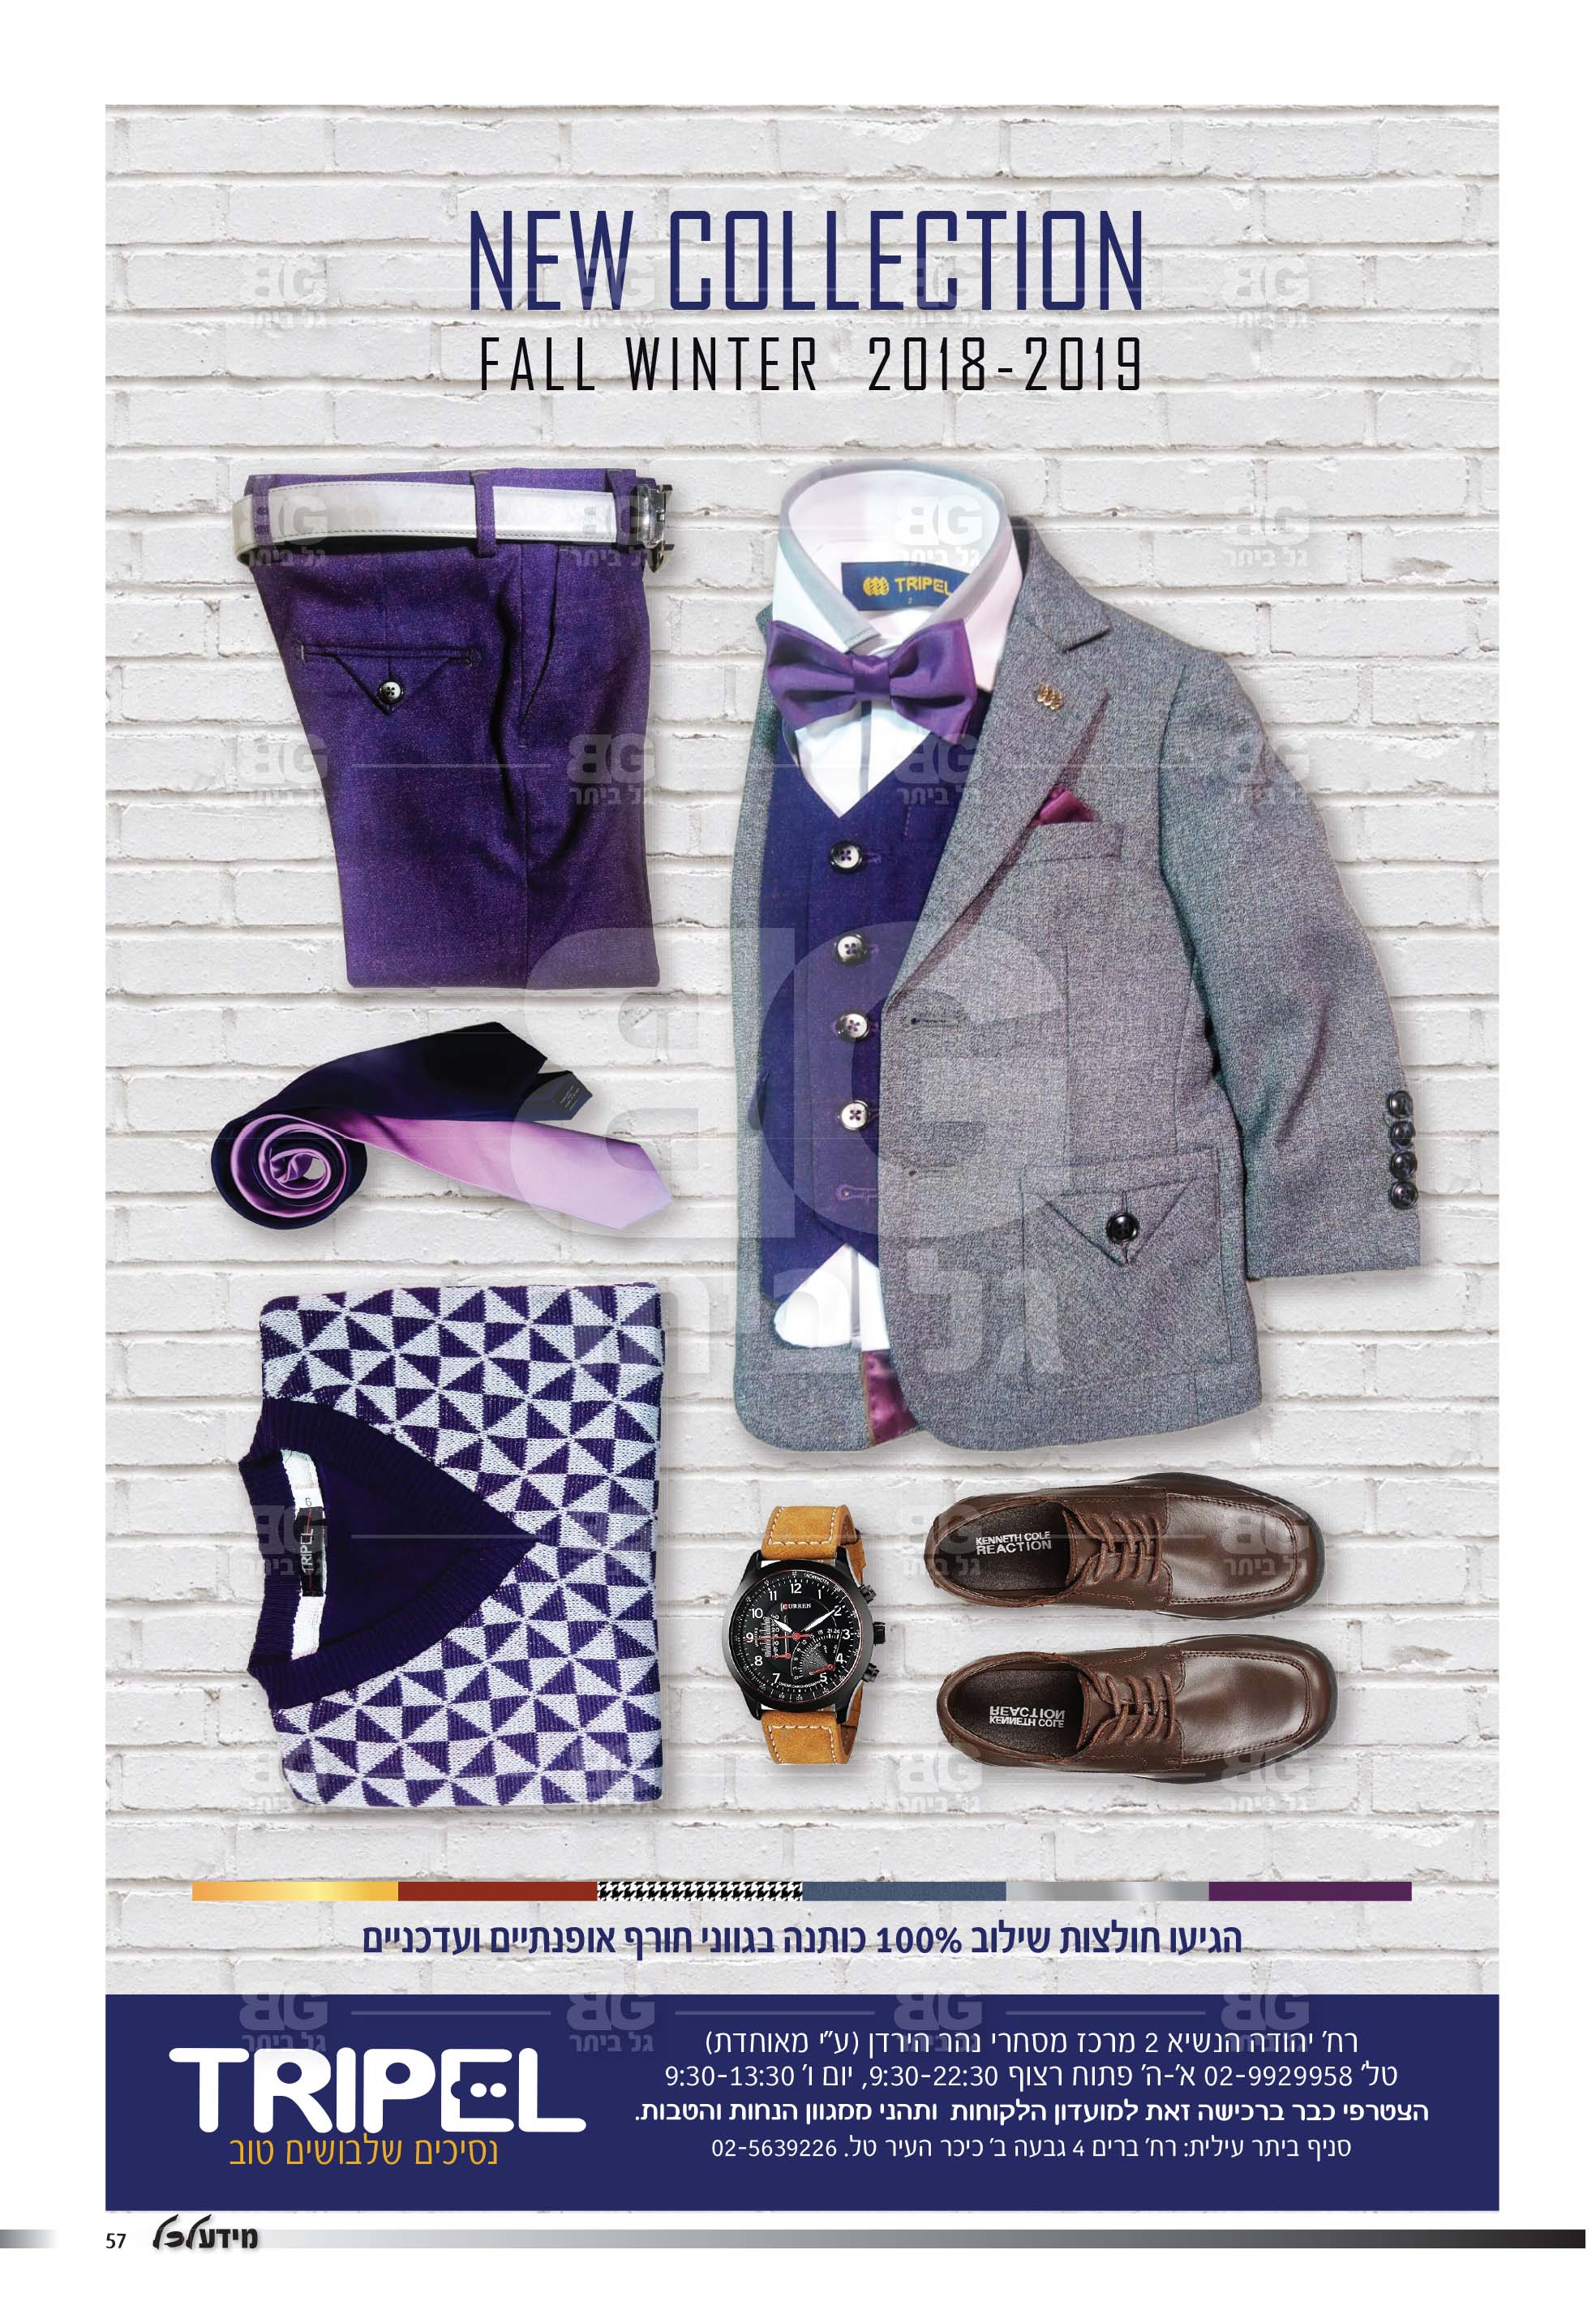 NEW COLLECTION
FALL WINTER 2018-2019
TRIPEL
TRIPEL
G
CURREN
KENNETH COLE
REACTION
KENNETH COLE
REACTION
BG
גל ביתר
הגיעו חולצות שילוב 100% כותנה בגווני חורף אופנתיים ועדכניים
רח' יהודה הנשיא 2 מרכז מסחרי נהר הירדן (ע"י מאוחדת)
טל' 02-9929958 א'-ה' פתוח רצוף 9:30-22:30, יום ו' 9:30-13:30
הצטרפי כבר ברכישה זאת למועדון הלקוחות ותהני ממגוון הנחות והטבות.
סניף ביתר עילית: רח' ברים 4 גבעה ב' כיכר העיר טל. 02-5639226
TRIPEL
נסיכים שלבושים טוב
57 מידע לכל